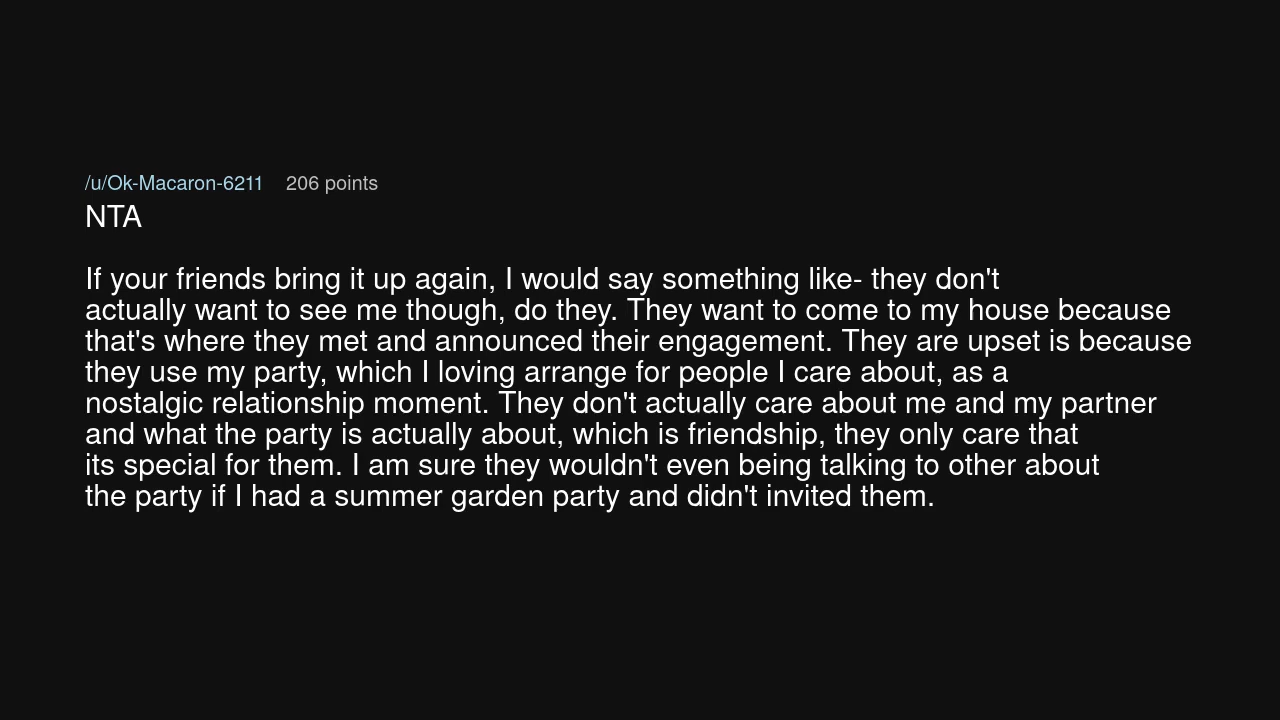 /u/Ok-Macaron-6211 206 points
NTA
If your friends bring it up again, I would say something like- they don't
actually want to see me though, do they. They want to come to my house because
that's where they met and announced their engagement. They are upset is because
they use my party, which I loving arrange for people I care about, as a
nostalgic relationship moment. They don't actually care about me and my partner
and what the party is actually about, which is friendship, they only care that
its special for them. I am sure they wouldn't even being talking to other about
the party if I had a summer garden party and didn't invited them.